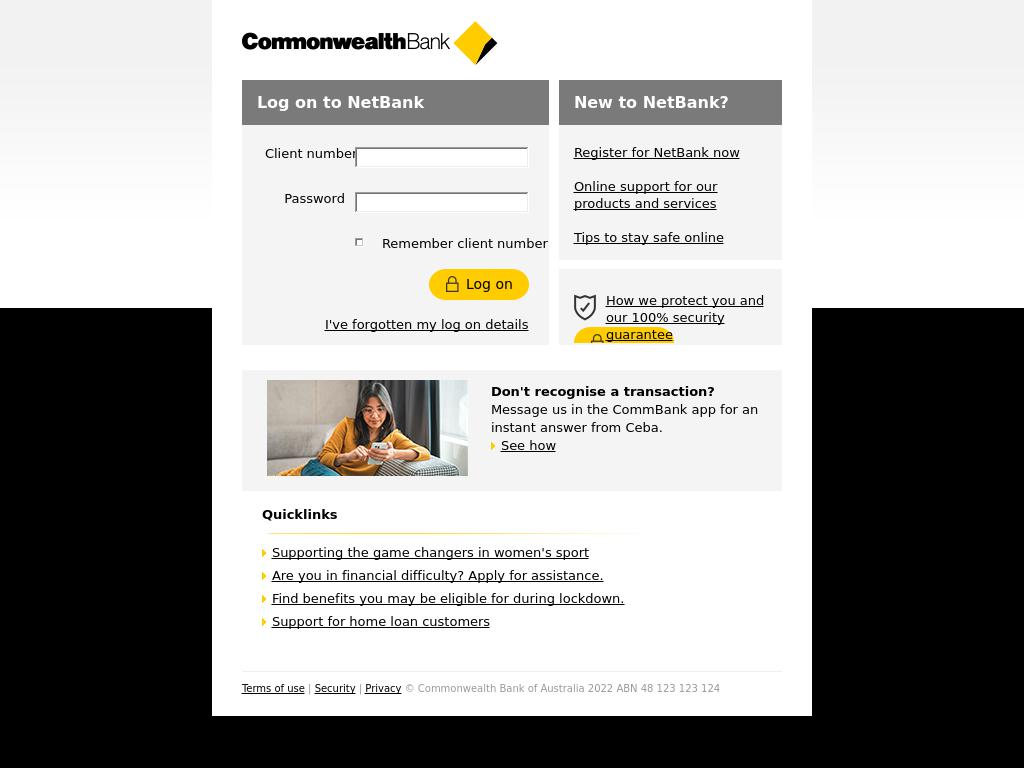 CommonwealthBank
Log on to NetBank
Client number
Password
Remember client number
Log on
I've forgotten my log on details
New to NetBank?
Register for NetBank now
Online support for our
products and services
Tips to stay safe online
How we protect you and
our 100% security
guarantee
Don't recognise a transaction?
Message us in the CommBank app for an
instant answer from Ceba.
See how
Quicklinks
Supporting the game changers in women's sport
Are you in financial difficulty? Apply for assistance.
Find benefits you may be eligible for during lockdown.
Support for home loan customers
Terms of use | Security | Privacy © Commonwealth Bank of Australia 2022 ABN 48 123 123 124